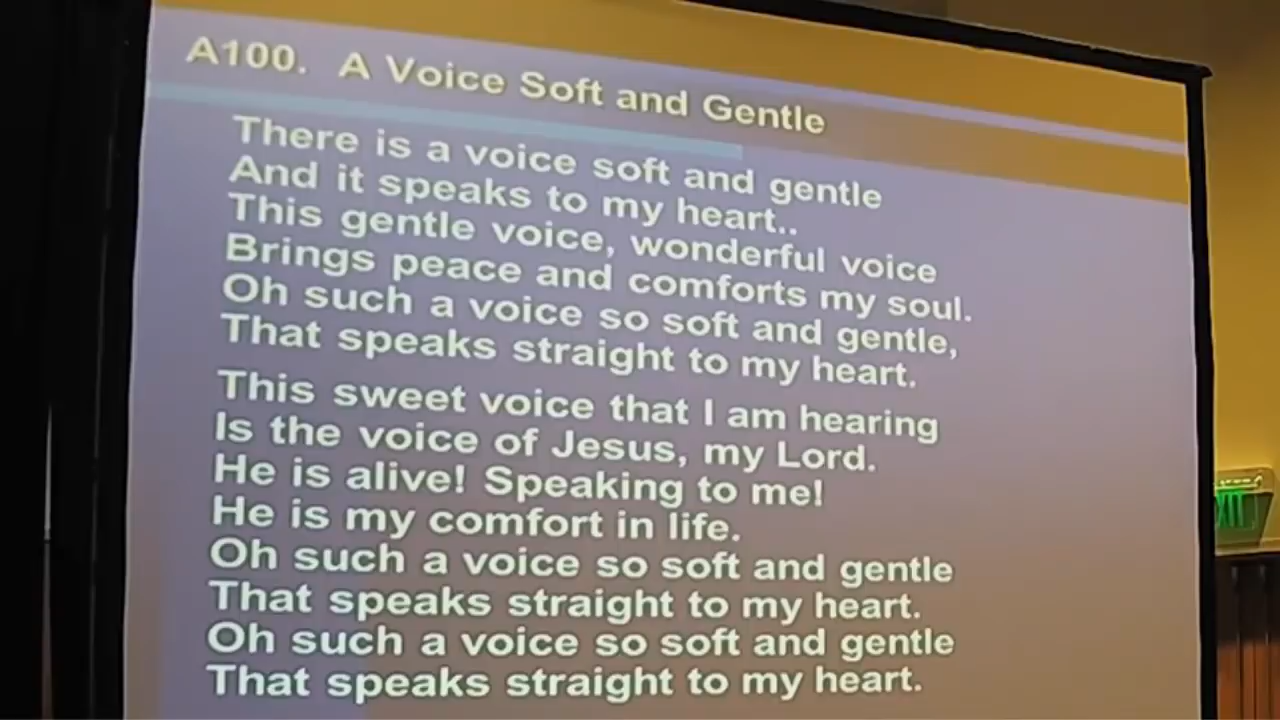 A100. A Voice Soft and Gentle
There is a voice soft and gentle
And it speaks to my heart..
This gentle voice, wonderful voice
Brings peace and comforts my soul.
Oh such a voice so soft and gentle,
That speaks straight to my heart.
This sweet voice that I am hearing
Is the voice of Jesus, my Lord.
He is alive! Speaking to me!
He is my comfort in life.
Oh such a voice so soft and gentle
That speaks straight to my heart.
Oh such a voice so soft and gentle
That speaks straight to my heart.
EXIT